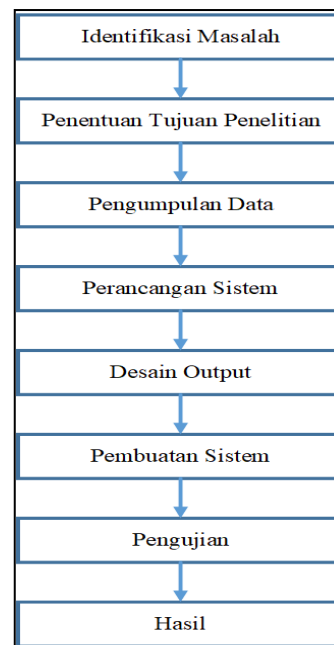 Identifikasi Masalah
Penentuan Tujuan Penelitian
Pengumpulan Data
Perancangan Sistem
Desain Output
Pembuatan Sistem
Pengujian
Hasil